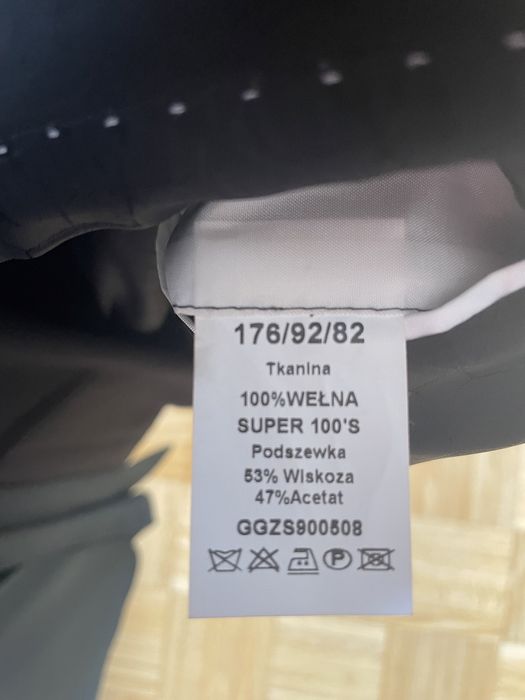 176/92/82
Tkanina
100%WEŁNA
SUPER 100'S
Podszewka
53% Wiskoza
47%Acetat
GGZS900508
P